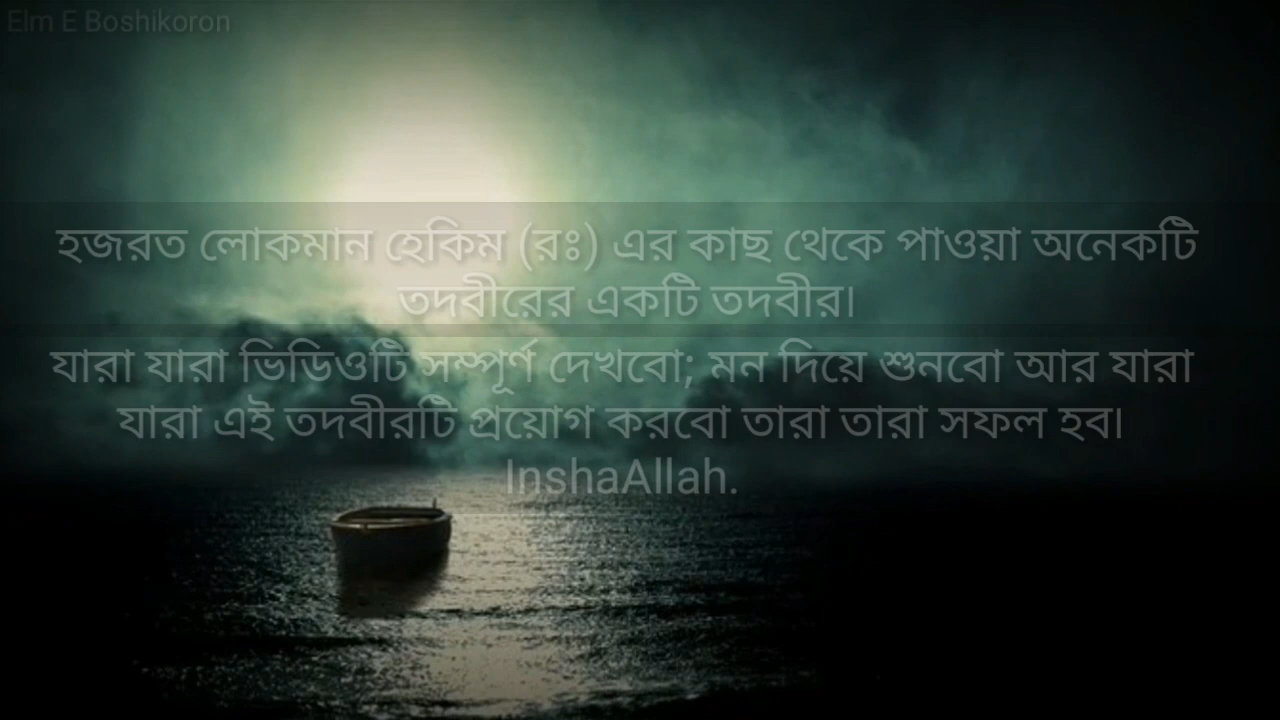 Elm E Boshikoron
হজরত লোকমান হেকিম (রঃ) এর কাছ থেকে পাওয়া অনেকটি
তদবীরের একটি তদবীর।
যারা যারা ভিডিওটি সম্পূর্ণ দেখবো; মন দিয়ে শুনবো আর যারা
যারা এই তদবীরটি প্রয়োগ করবো তারা তারা সফল হব।
InshaAllah.